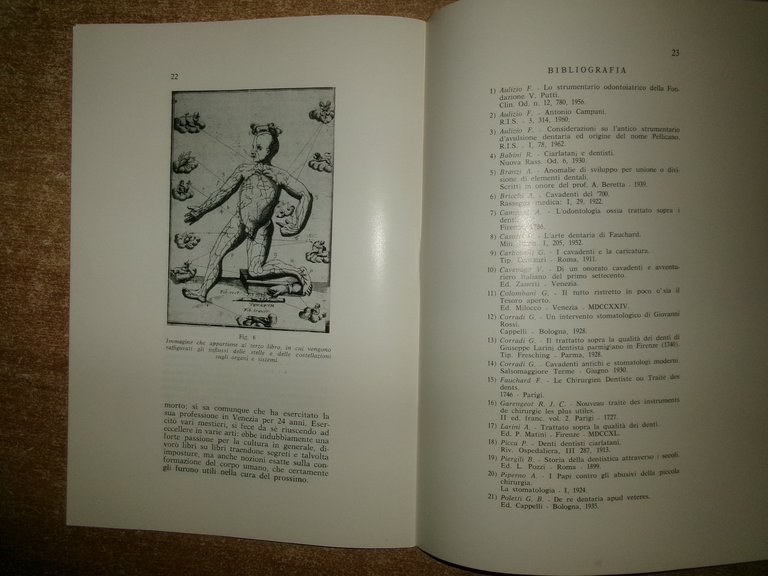 22
Fig. 6
Immagine che appartiene al terzo libro, in cui vengono
raffigurati gli influssi delle stelle e delle costellazioni
sugli organi e sistemi.
morto; si sa comunque che ha esercitato la
sua professione in Venezia per 24 anni. Eser-
citò vari mestieri, si fece da sè riuscendo ad
eccellere in varie arti; ebbe indubbiamente una
forte passione per la cultura in generale, di-
vorò libri su libri traendone segreti e talvolta
imposture, ma anche nozioni esatte sulla con-
formazione del corpo umano, che certamente
gli furono utili nella cura del prossimo.
23
BIBLIOGRAFIA
1) Aulizio F. - Lo strumentario odontoiatrico della Fon-
dazione V. Putti.
Clin. Od. n. 12, 780, 1956.
2) Aulizio F. - Antonio Campani.
R.I.S. - 3, 314, 1960.
3) Aulizio F. - Considerazioni su l'antico strumentario
d'avulsione dentaria ed origine del nome Pellicano.
R.I.S. - I, 78, 1962.
4) Babini R. - Ciarlatani e dentisti.
Nuova Rass. Od. 6, 1930.
5) Branzi A. - Anomalie di sviluppo per unione o divi-
sione di elementi dentali.
Scritti in onore del prof. A. Beretta - 1939.
6) Bricchi A. - Cavadenti del '700.
Rassegna medica: I, 29, 1922.
7) A. - L'odontologia ossia trattato sopra i
denti.
Firenze, 1786.
8) - L'arte dentaria di Fauchard.
Min. I, 205, 1952.
9) G. - I cavadenti e la caricatura.
Tip. - Roma, 1911.
10) V. - Di un onorato cavadenti e avventu-
riero italiano del primo settecento.
Ed. Zanetti - Venezia.
11) Colombani G. - Il tutto ristretto in poco o'sia il
Tesoro aperto.
Ed. Milocco - Venezia - MDCCXXIV.
12) Corradi G. - Un intervento stomatologico di Giovanni
Rossi.
Cappelli - Bologna, 1928.
13) Corradi G. - Il trattato sopra la qualità dei denti di
Giuseppe Larini dentista parmigiano in Firenze (1740).
Tip. Fresching - Parma, 1928.
14) Corradi G. - Cavadenti antichi e stomatologi moderni.
Salsomaggiore Terme - Giugno 1930.
15) Fauchard F. - Le Chirurgien Dentiste ou Traité des
dents.
1746 - Parigi.
16) Garengeot R. J. C. - Nouveau traité des instruments
de chirurgie les plus utiles.
II ed. franc. vol. 2. Parigi - 1727.
17) Larini A. - Trattato sopra la qualità dei denti.
Ed. P. Matini - Firenze - MDCCXL.
18) Picca P. - Denti dentisti ciarlatani.
Riv. Ospedaliera, III 287, 1913.
19) Piergili B. - Storia della dentistica attraverso i secoli.
Ed. L. Pozzi - Roma - 1899.
20) Piperno A. - I Papi contro gli abusivi della piccola
chirurgia.
La stomatologia - I, 1924.
21) Poletti G. B. - De re dentaria apud veteres.
Ed. Cappelli - Bologna, 1935.